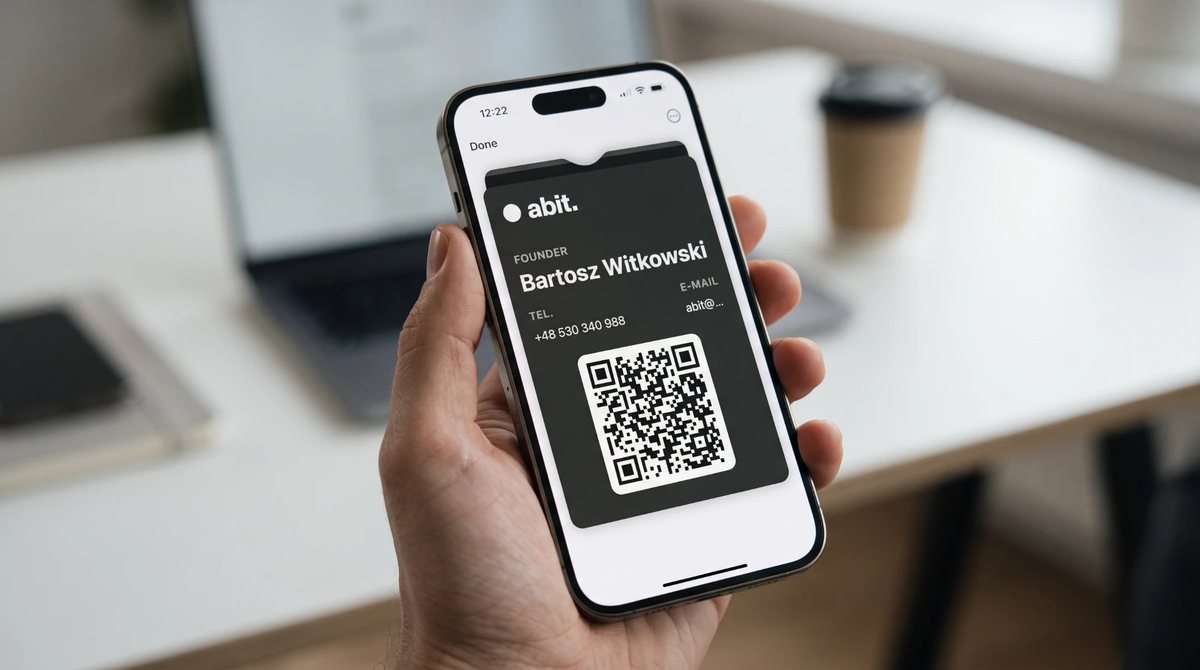 12:22
Done
abit.
FOUNDER
Bartosz Witkowski
TEL.
E-MAIL
+48 530 340 988
abit@...